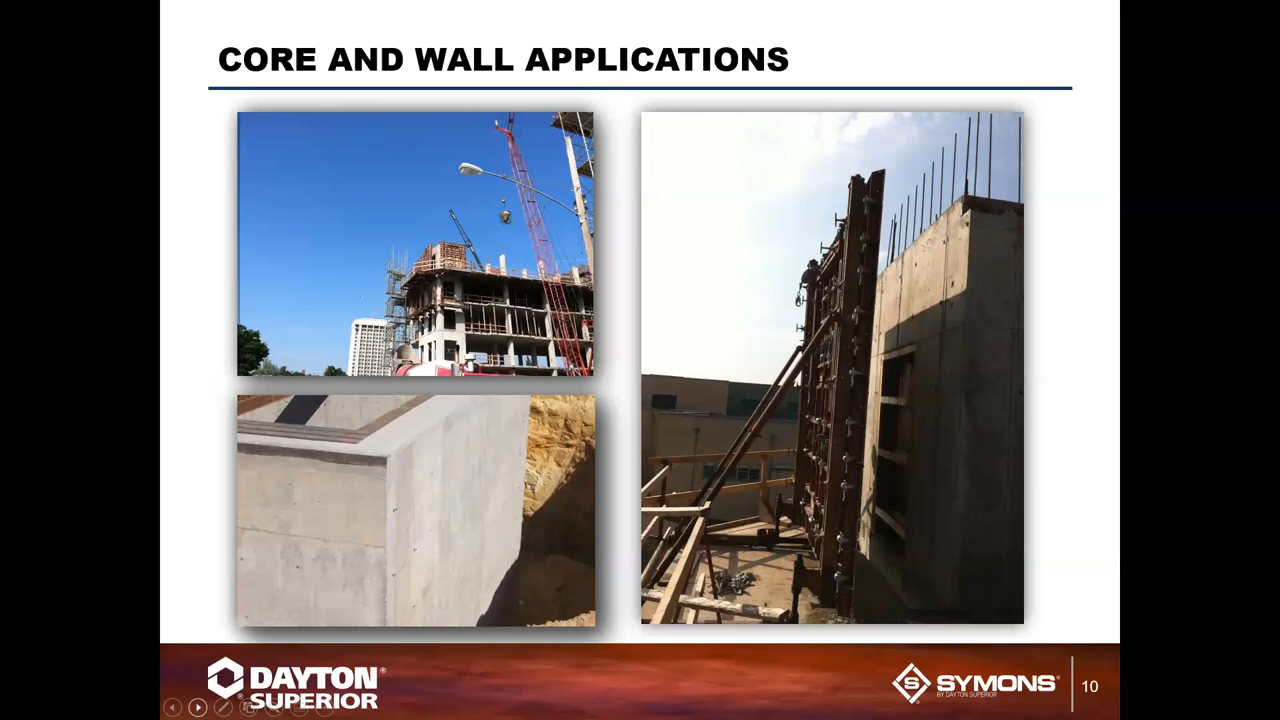 CORE AND WALL APPLICATIONS
DAYTON®
SUPERIOR®
SYMONS®
BY DAYTON SUPERIOR
10